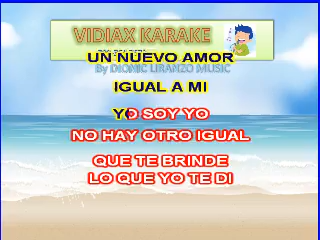 VIDIAX KARAKE
UN NUEVO AMOR
By DIONIC LIRANZO MUSIC
IGUAL A MI
YO SOY YO
NO HAY OTRO IGUAL
QUE TE BRINDE
LO QUE YO TE DI